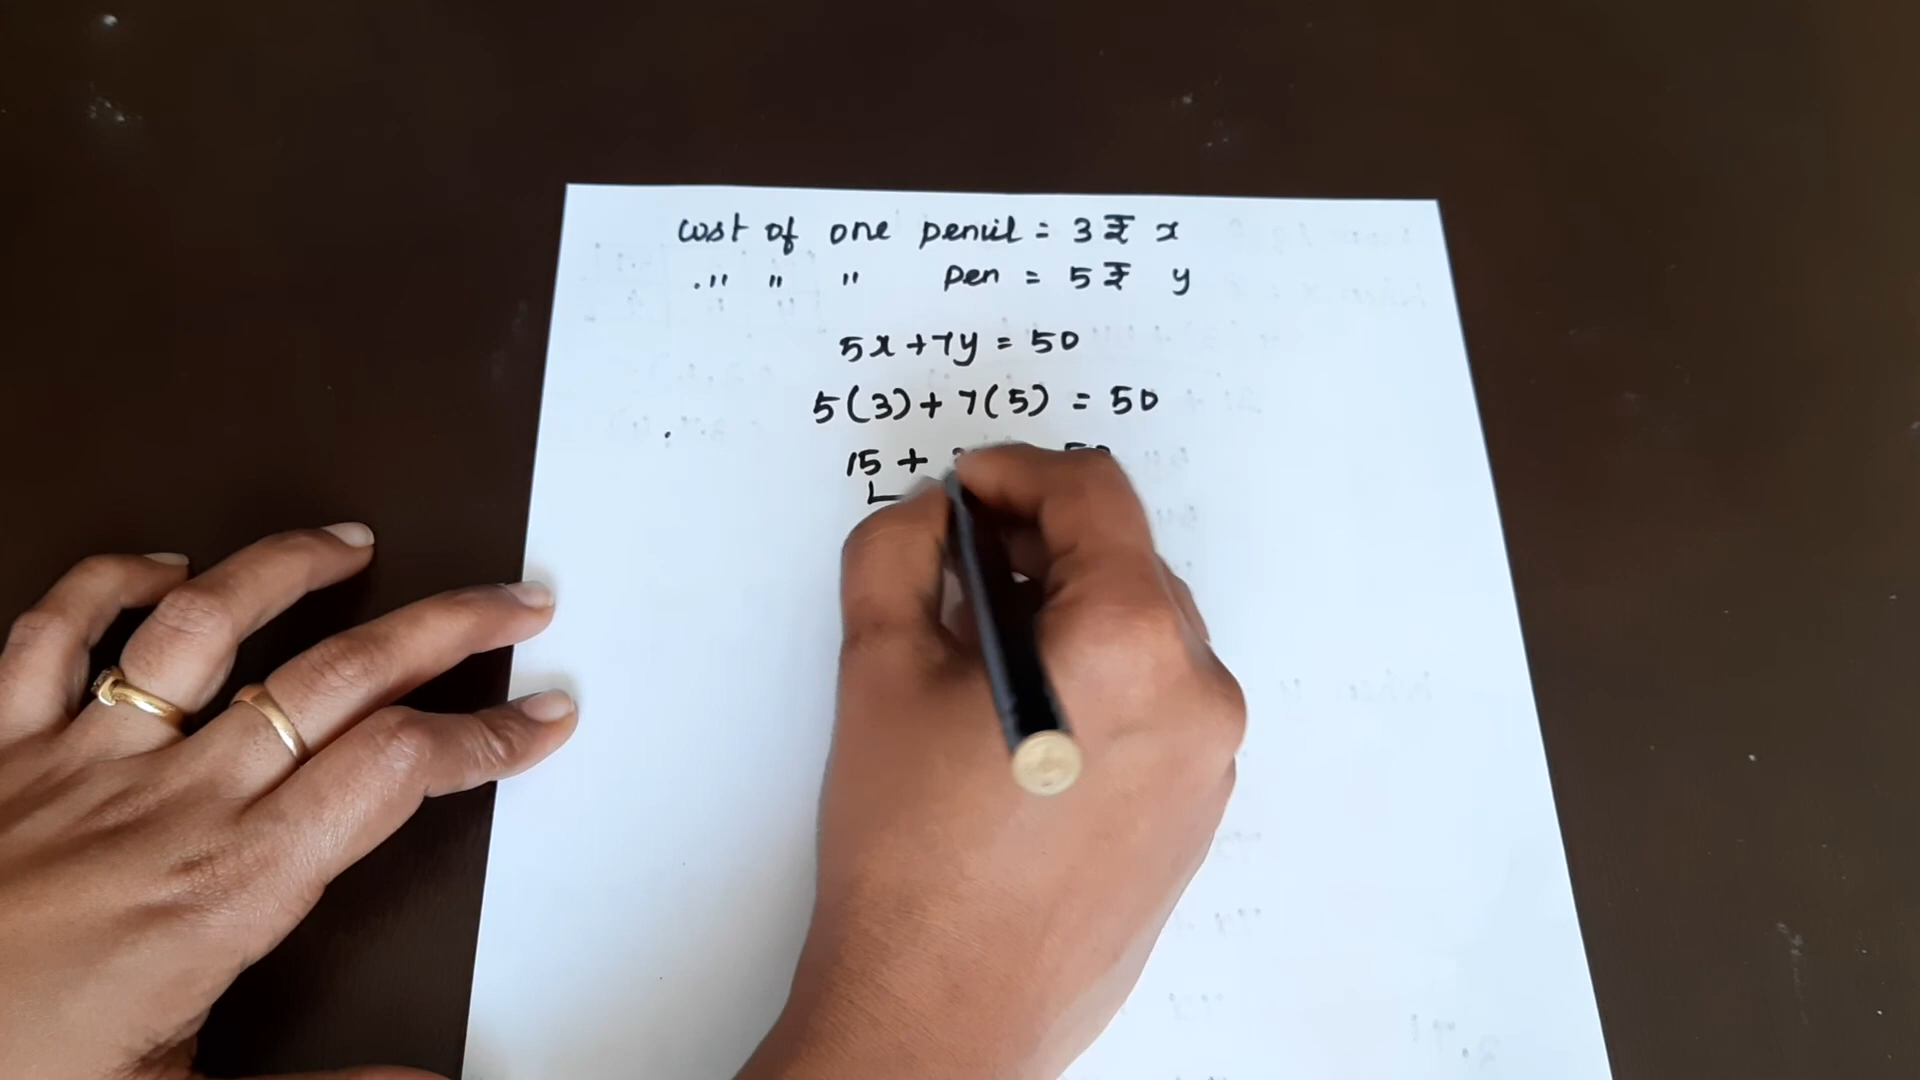 cost of one pencil = 3 ₹ x
." " " pen = 5 ₹ y
5x + 7y = 50
5(3) + 7(5) = 50
15 +